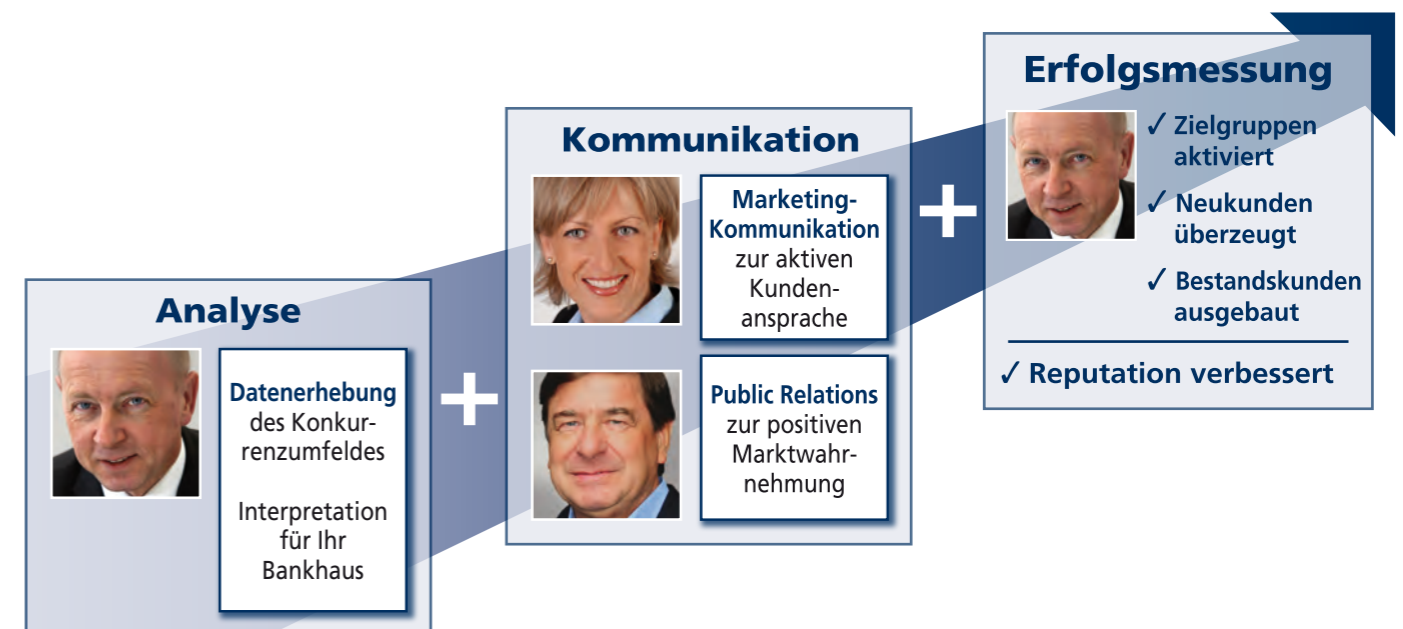 Analyse
Datenerhebung
des Konkur-
renzumfeldes
Interpretation
für Ihr
Bankhaus
+
Kommunikation
Marketing-
Kommunikation
zur aktiven
Kunden-
ansprache
Public Relations
zur positiven
Marktwahr-
nehmung
+
Erfolgsmessung
✓ Zielgruppen
aktiviert
✓ Neukunden
überzeugt
✓ Bestandskunden
ausgebaut
✓ Reputation verbessert